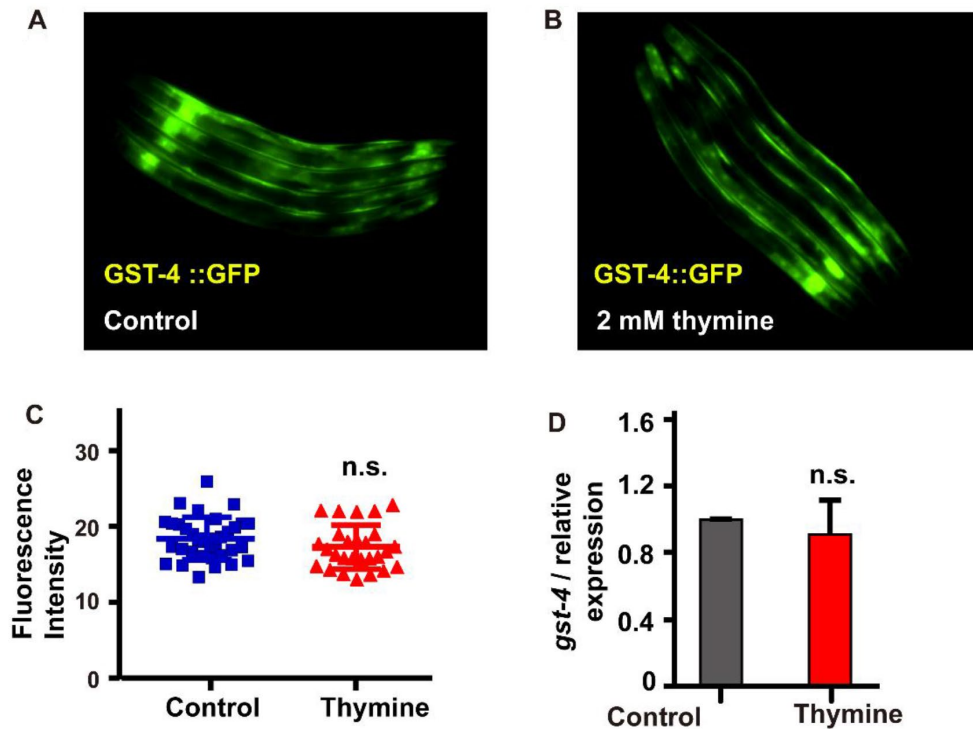 A
GST-4 ::GFP
Control
B
GST-4::GFP
2 mM thymine
C
Fluorescence
Intensity
30
20
10
0
n.s.
Control
Thymine
D
gst-4 / relative
expression
1.6
1.2
0.8
0.4
0
n.s.
Control
Thymine